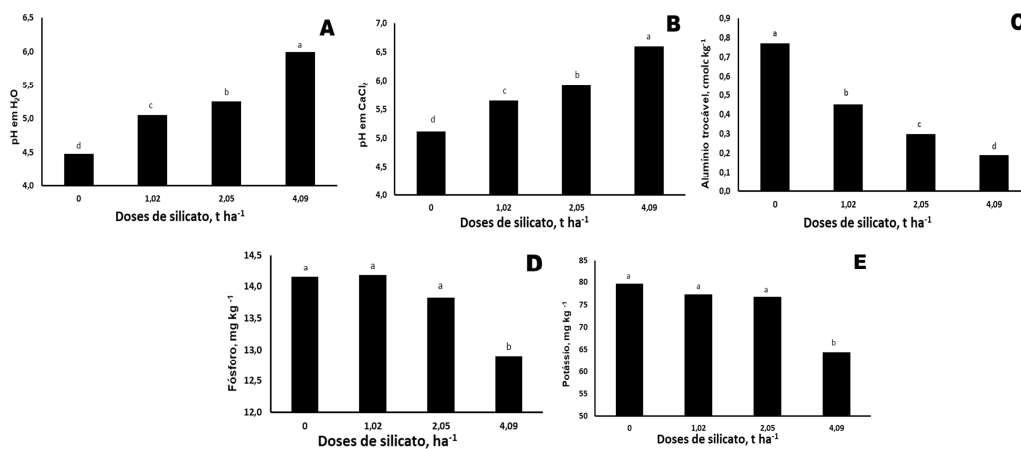 A
pH em H₂O
6,5
6,0
5,5
5,0
4,5
4,0
d
c
b
a
0
1,02
2,05
4,09
Doses de silicato, t ha⁻¹
B
pH em CaCl₂
7,0
6,5
6,0
5,5
5,0
4,5
4,0
d
c
b
a
0
1,02
2,05
4,09
Doses de silicato, t ha⁻¹
C
Alumínio trocável, cmolc kg⁻¹
0,9
0,8
0,7
0,6
0,5
0,4
0,3
0,2
0,1
0,0
a
b
c
d
0
1,02
2,05
4,09
Doses de silicato, t ha⁻¹
D
Fósforo, mg kg ⁻¹
14,5
14,0
13,5
13,0
12,5
12,0
a
a
a
b
0
1,02
2,05
4,09
Doses de silicato, ha⁻¹
E
Potássio, mg kg ⁻¹
85
80
75
70
65
60
55
50
a
a
a
b
0
1,02
2,05
4,09
Doses de silicato, t ha⁻¹